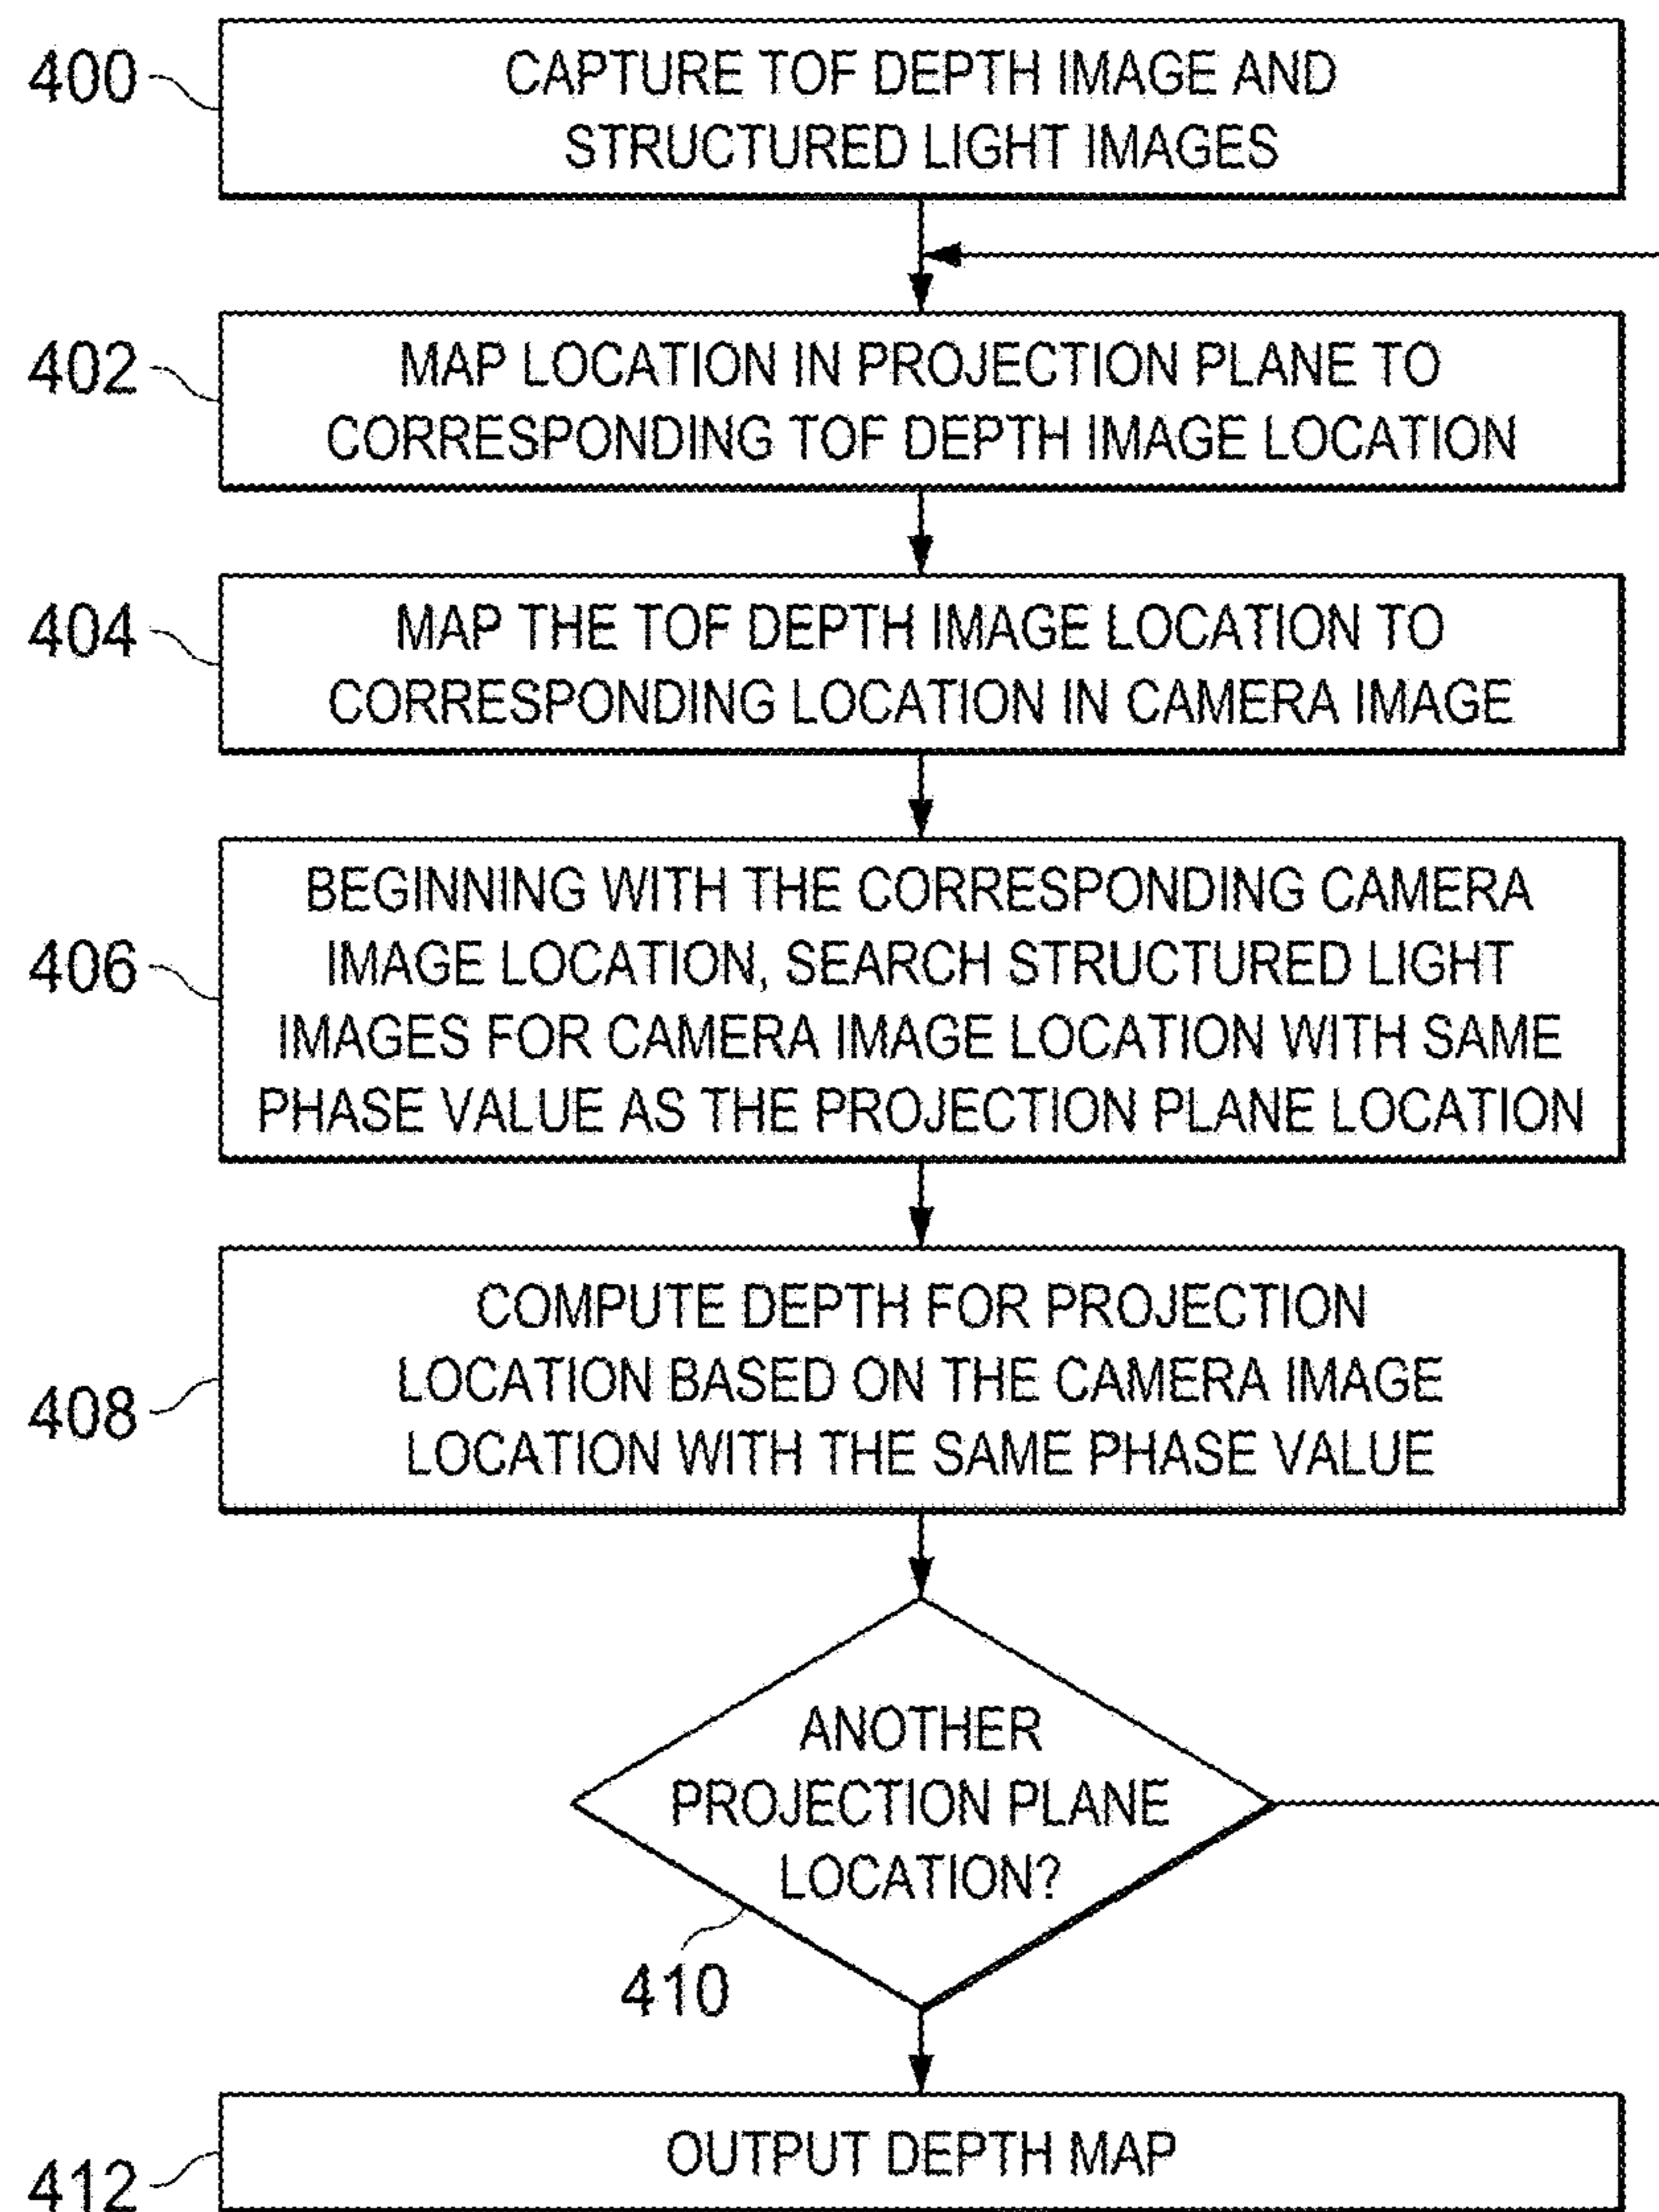 400
CAPTURE TOF DEPTH IMAGE AND
STRUCTURED LIGHT IMAGES
402
MAP LOCATION IN PROJECTION PLANE TO
CORRESPONDING TOF DEPTH IMAGE LOCATION
404
MAP THE TOF DEPTH IMAGE LOCATION TO
CORRESPONDING LOCATION IN CAMERA IMAGE
406
BEGINNING WITH THE CORRESPONDING CAMERA
IMAGE LOCATION, SEARCH STRUCTURED LIGHT
IMAGES FOR CAMERA IMAGE LOCATION WITH SAME
PHASE VALUE AS THE PROJECTION PLANE LOCATION
408
COMPUTE DEPTH FOR PROJECTION
LOCATION BASED ON THE CAMERA IMAGE
LOCATION WITH THE SAME PHASE VALUE
ANOTHER
PROJECTION PLANE
LOCATION?
410
412
OUTPUT DEPTH MAP